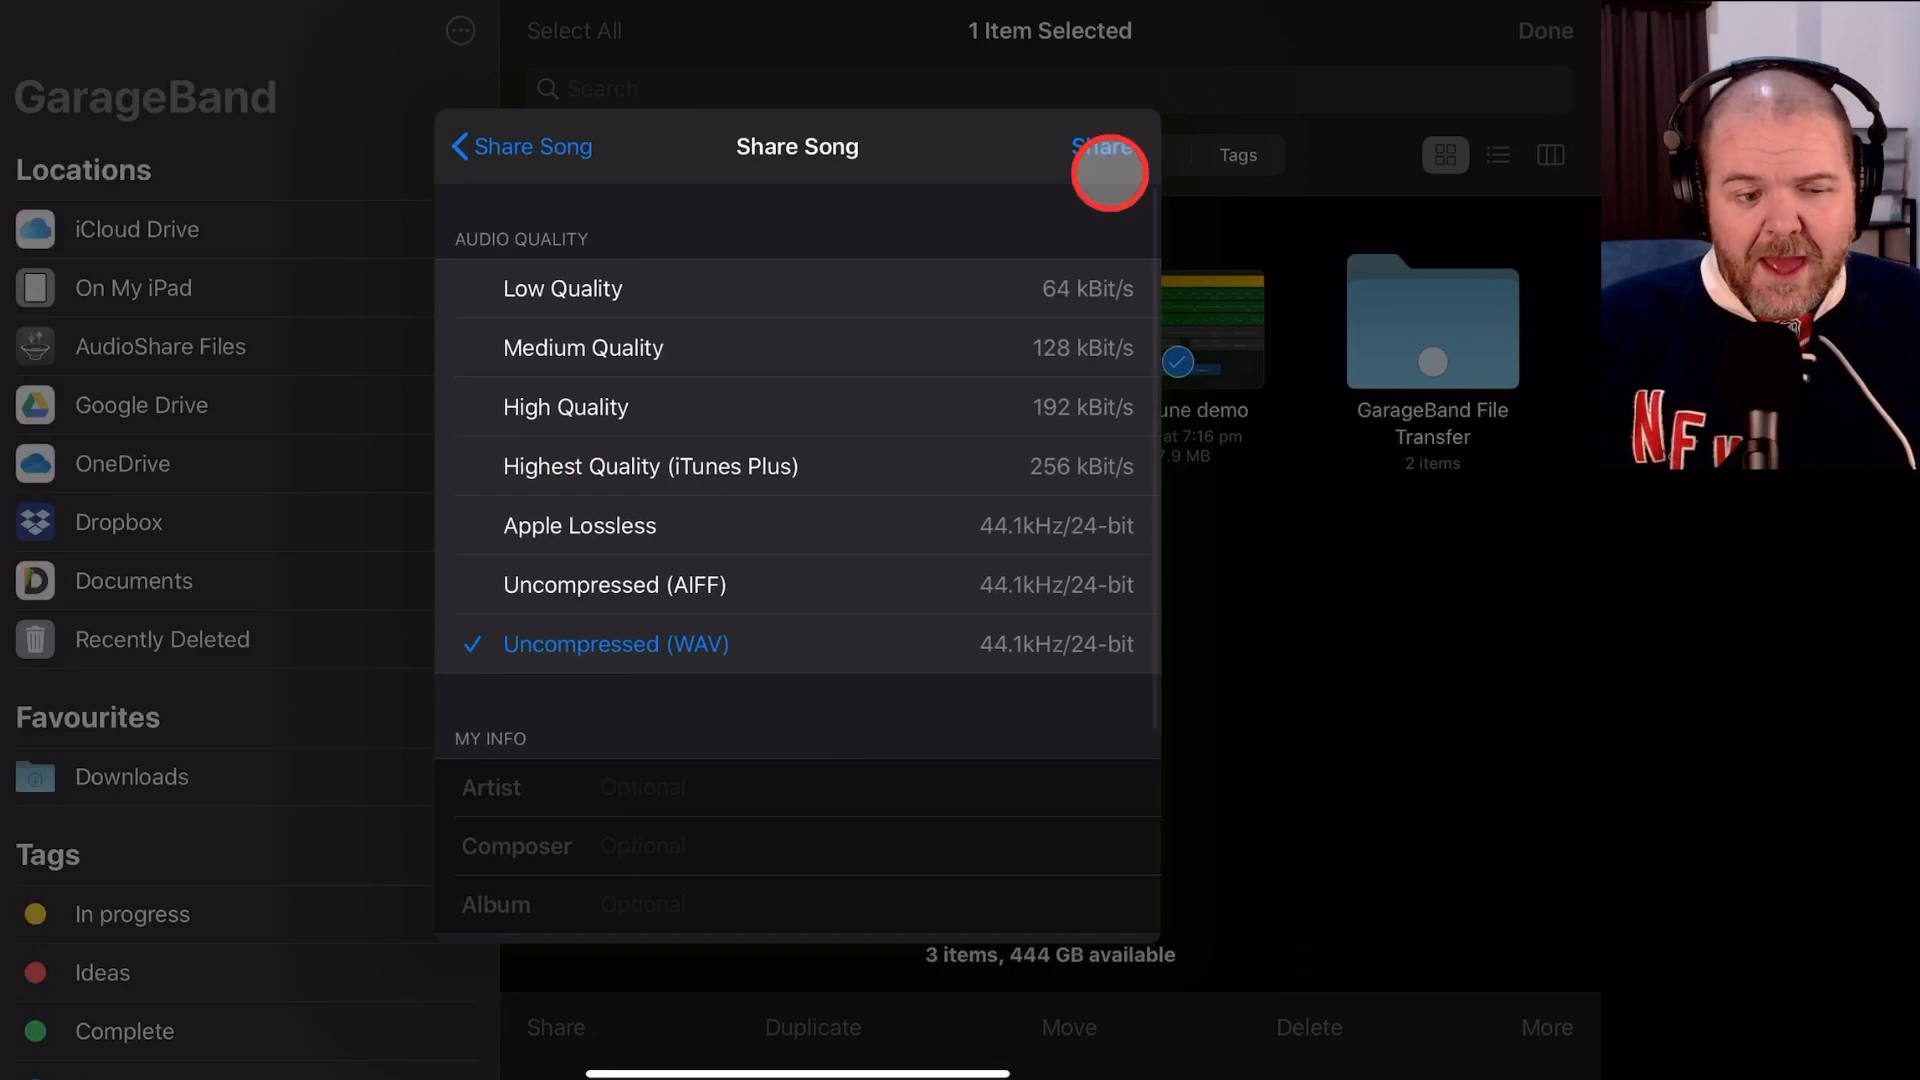 GarageBand
Select All
1 Item Selected
Done
Search
Share Song
Share Song
Share
Tags
Locations
iCloud Drive
On My iPad
AudioShare Files
Google Drive
OneDrive
Dropbox
Documents
Recently Deleted
Favourites
Downloads
Tags
In progress
Ideas
Complete
AUDIO QUALITY
Low Quality 64 kBit/s
Medium Quality 128 kBit/s
High Quality 192 kBit/s
Highest Quality (iTunes Plus) 256 kBit/s
Apple Lossless 44.1kHz/24-bit
Uncompressed (AIFF) 44.1kHz/24-bit
Uncompressed (WAV) 44.1kHz/24-bit
MY INFO
Artist Optional
Composer Optional
Album Optional
demo
at 7:16 pm
GarageBand File
Transfer
2 items
3 items, 444 GB available
Share
Duplicate
Move
Delete
More